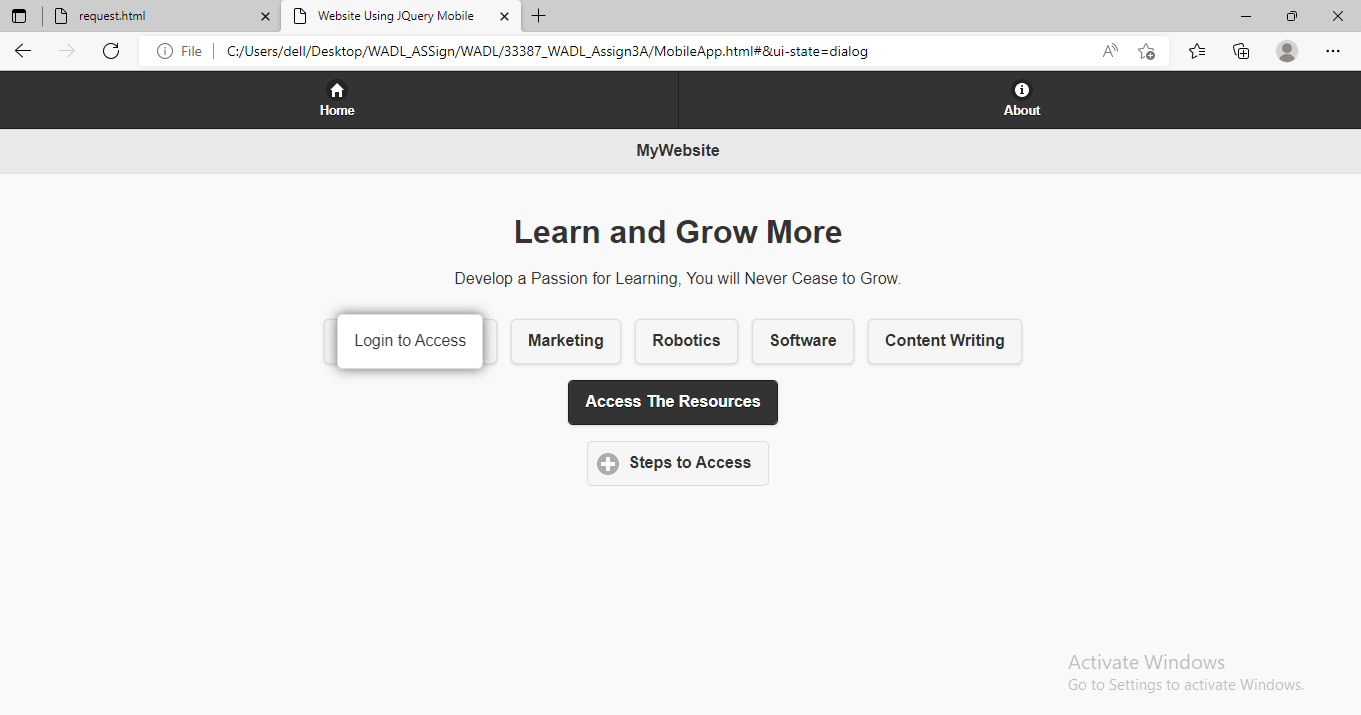 request.html
Website Using JQuery Mobile
File
C:/Users/dell/Desktop/WADL_ASSign/WADL/33387_WADL_Assign3A/MobileApp.html#&ui-state=dialog
Home
About
MyWebsite
Learn and Grow More
Develop a Passion for Learning, You will Never Cease to Grow.
Login to Access Marketing Robotics Software Content Writing
Access The Resources
Steps to Access
Activate Windows
Go to Settings to activate Windows.